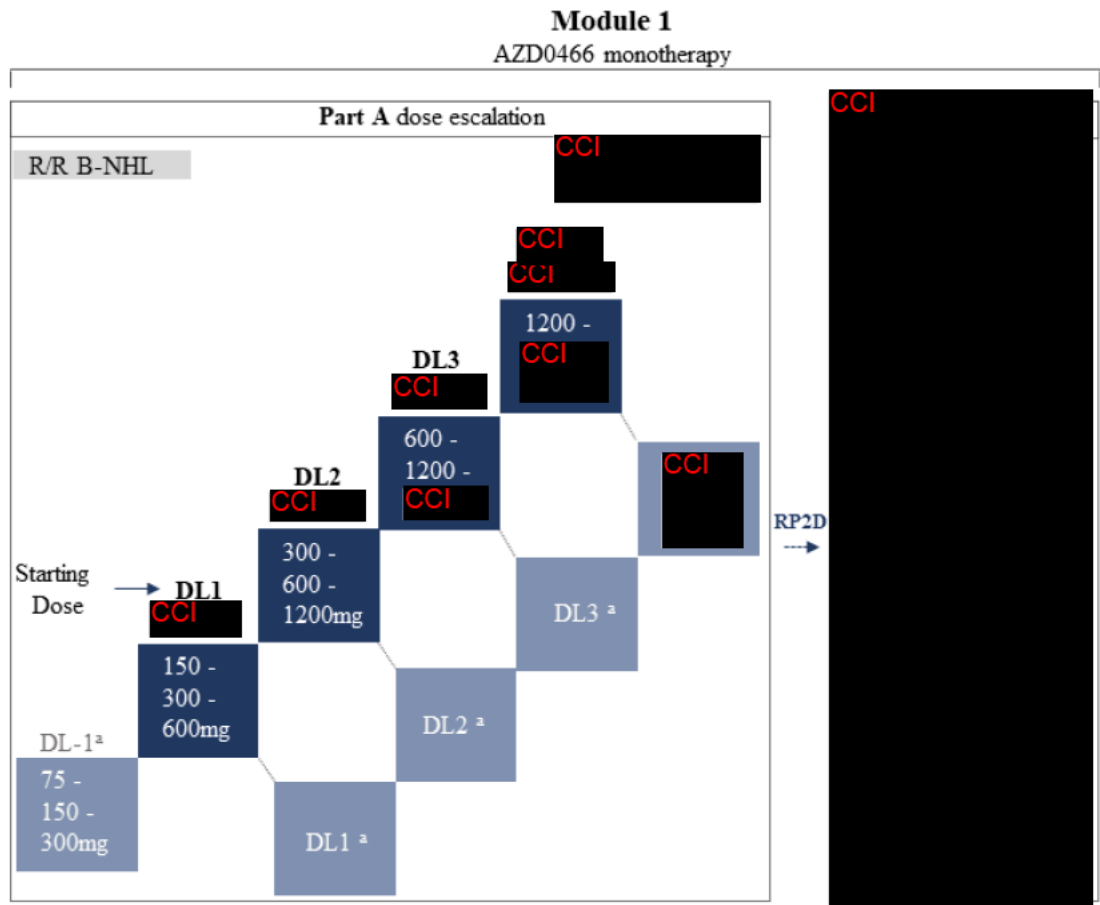 Module 1
AZD0466 monotherapy
Part A dose escalation
CCI
R/R B-NHL
CCI
CCI
CCI
1200 -
CCI
DL3
CCI
600 -
1200 -
CCI
CCI
DL2
CCI
300 -
600 -
1200mg
RP2D
Starting
Dose
DL1
CCI
150 -
300 -
600mg
DL3 a
DL2 a
DL-1a
75 -
150 -
300mg
DL1 a